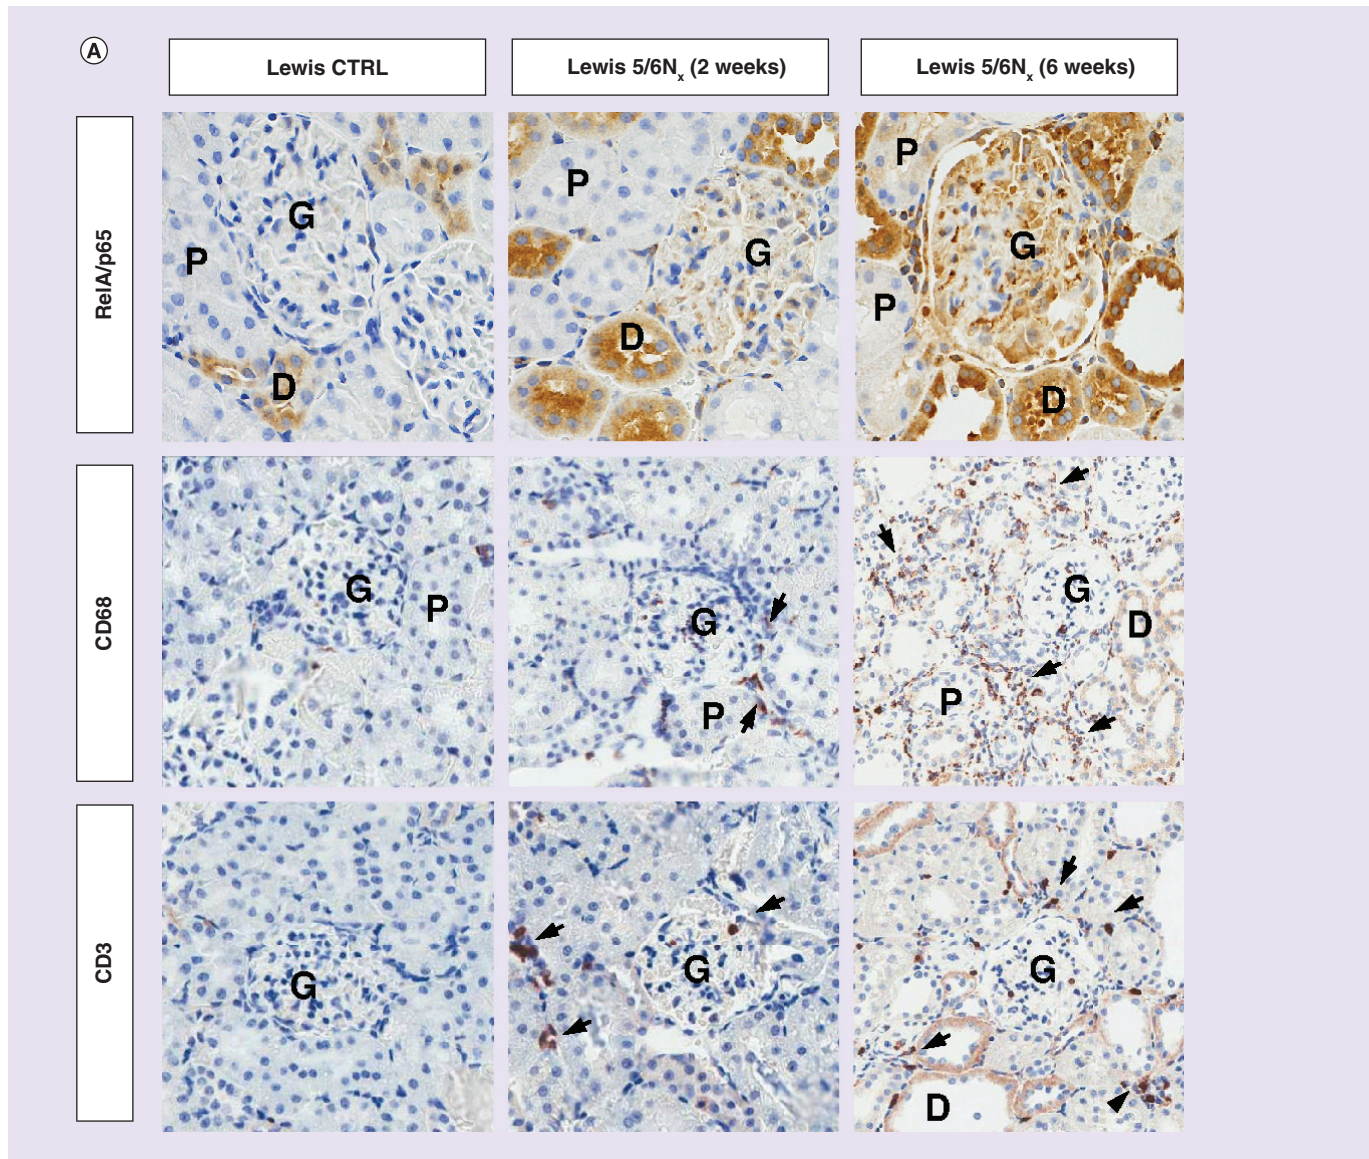 A
Lewis CTRL
Lewis 5/6Nx (2 weeks)
Lewis 5/6Nx (6 weeks)
RelA/p65
G
P
D
P
G
D
P
G
P
D
CD68
G
P
G
P
G
D
P
CD3
G
G
G
D